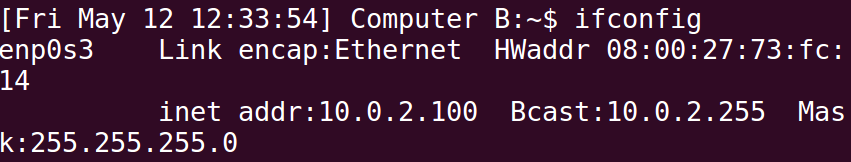 [Fri May 12 12:33:54] Computer B:~$ ifconfig
enp0s3    Link encap:Ethernet  HWaddr 08:00:27:73:fc:
14
          inet addr:10.0.2.100  Bcast:10.0.2.255  Mas
k:255.255.255.0